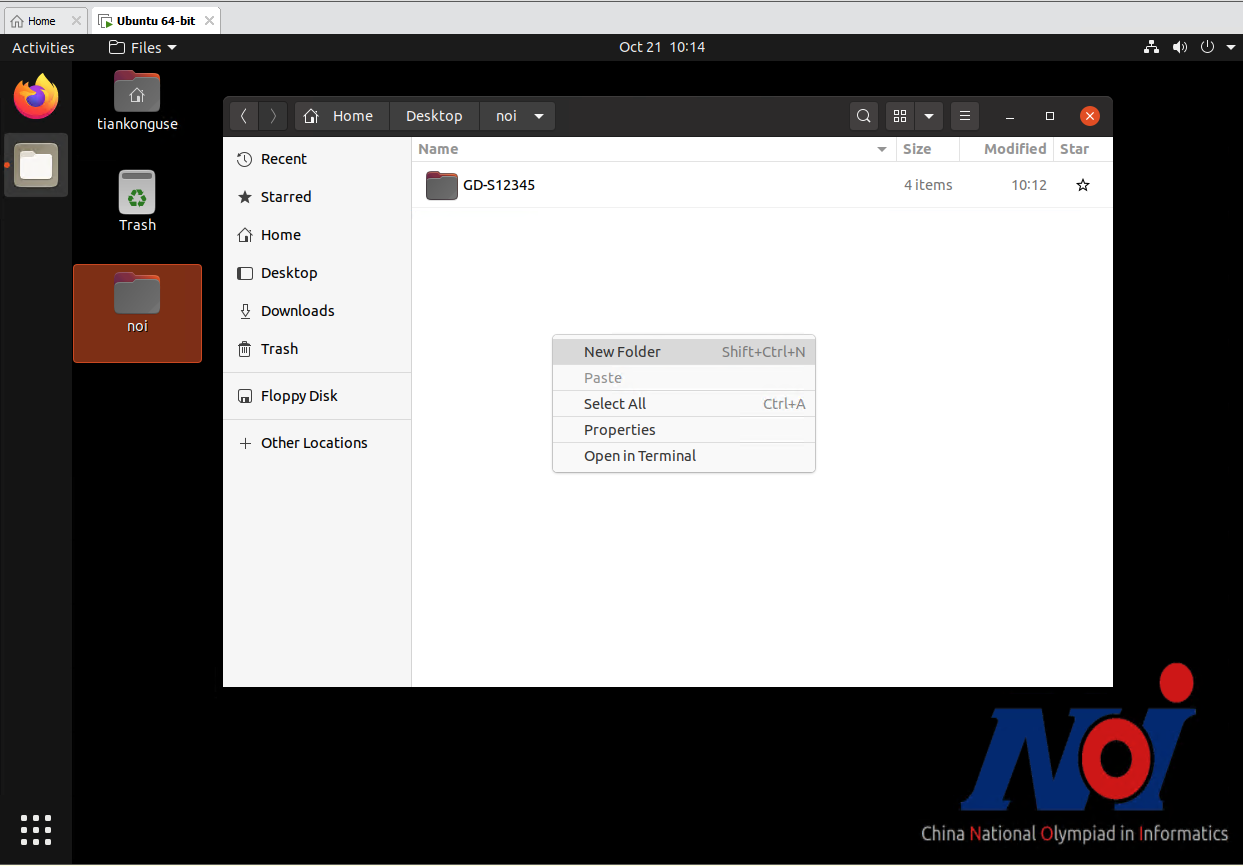 Home
Ubuntu 64-bit
Activities
Files
Oct 21 10:14
tiankonguse
Trash
noi
Home
Desktop
noi
Recent
Starred
Home
Desktop
Downloads
Trash
Floppy Disk
Other Locations
Name Size Modified Star
GD-S12345 4 items 10:12
New Folder Shift+Ctrl+N
Paste
Select All Ctrl+A
Properties
Open in Terminal
NOI
China National Olympiad in Informatics